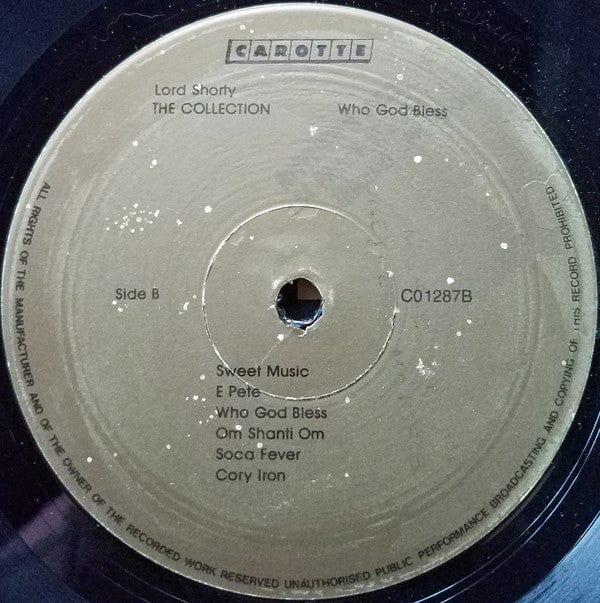 CAROTTE
Lord Shorty
THE COLLECTION Who God Bless
Side B C01287B
Sweet Music
E Pete
Who God Bless
Om Shanti Om
Soca Fever
Cory Iron
ALL RIGHTS OF THE MANUFACTURER AND OF THE OWNER OF THE RECORDED WORK RESERVED UNAUTHORISED PUBLIC PERFORMANCE BROADCASTING AND COPYING OF THIS RECORD PROHIBITED